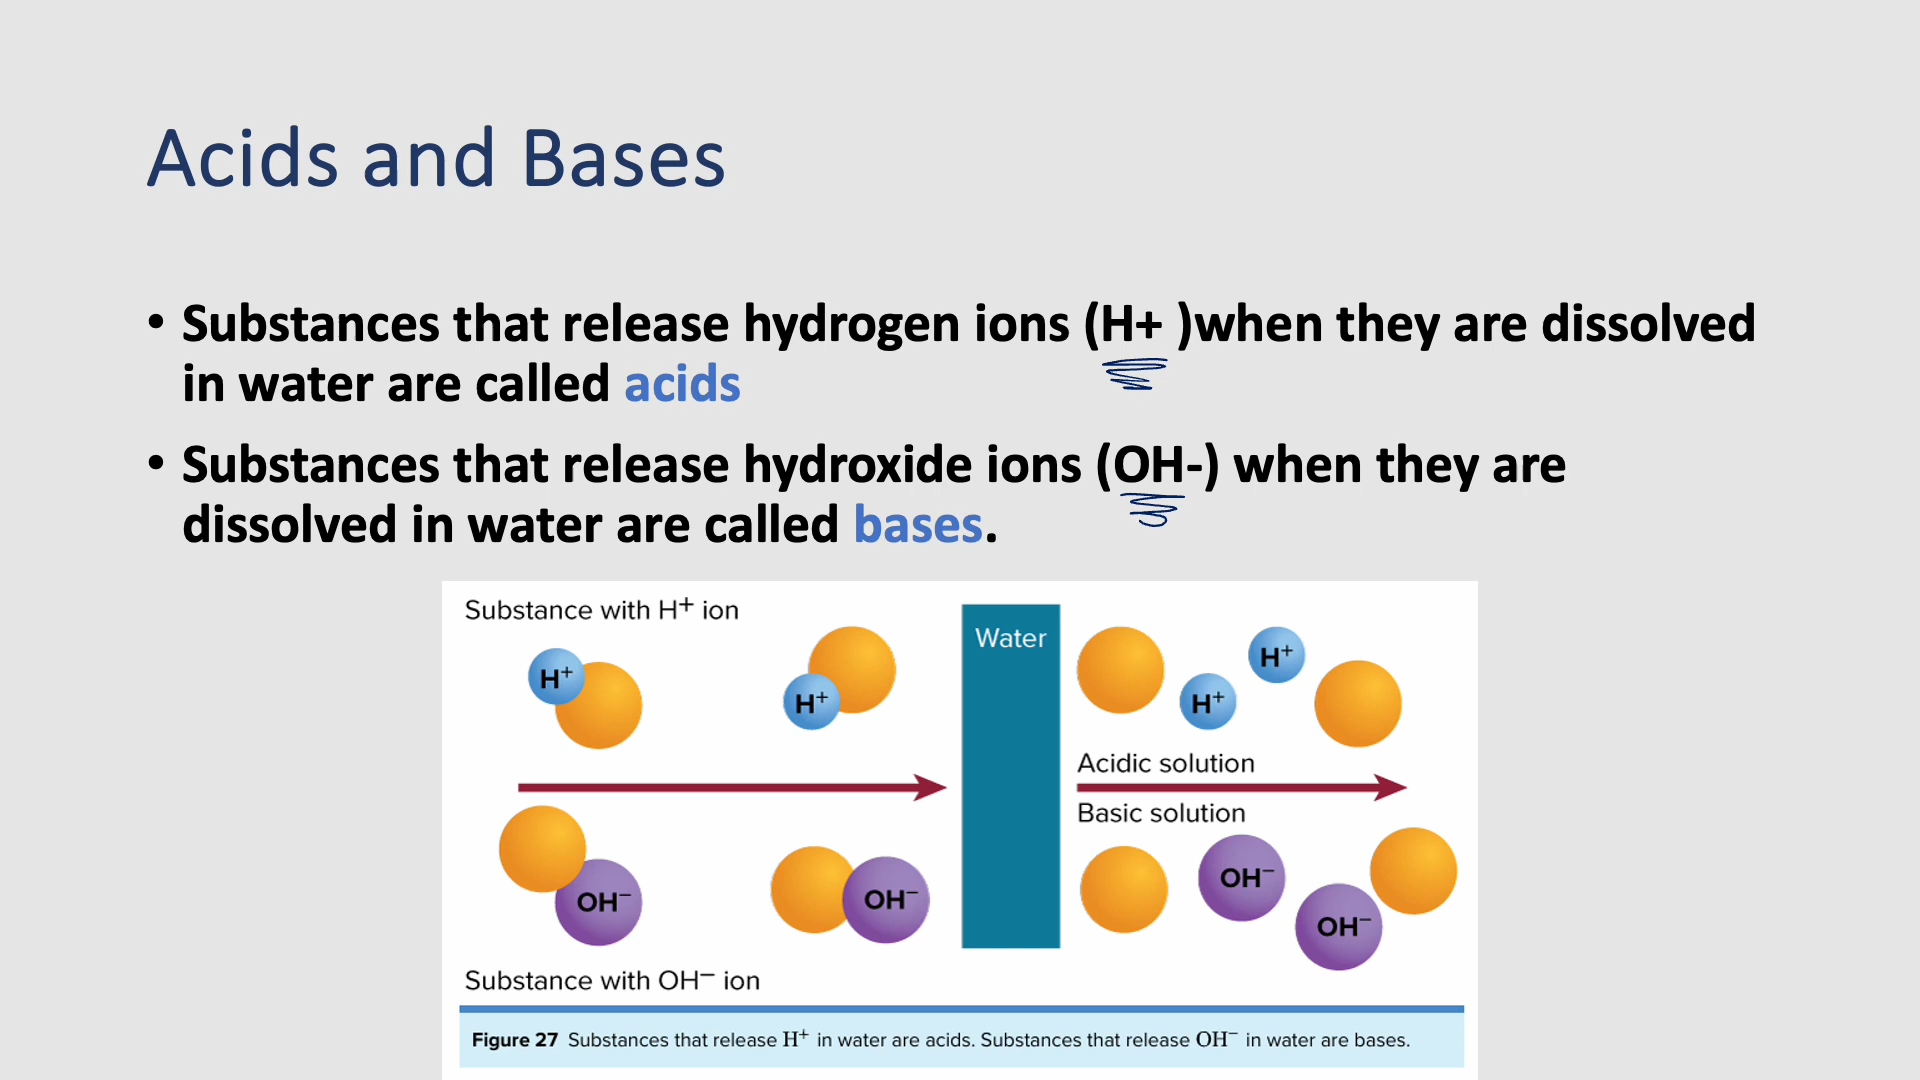 Acids and Bases
• Substances that release hydrogen ions (H+ )when they are dissolved
in water are called acids
• Substances that release hydroxide ions (OH-) when they are
dissolved in water are called bases.
Substance with H⁺ ion
Water
H⁺
H⁺
H⁺
H⁺
Acidic solution
Basic solution
OH⁻
OH⁻
OH⁻
OH⁻
Substance with OH⁻ ion
Figure 27 Substances that release H⁺ in water are acids. Substances that release OH⁻ in water are bases.